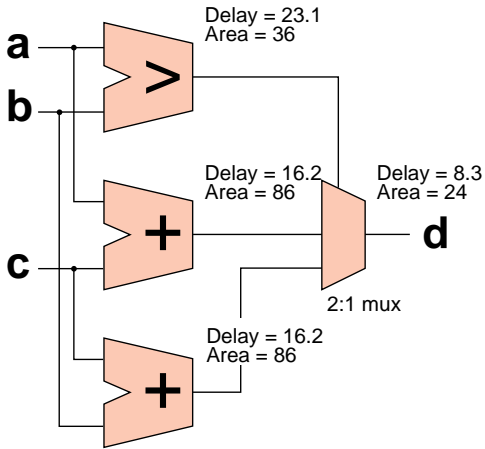 Delay = 23.1
Area = 36
a
>
b
Delay = 16.2
Area = 86
Delay = 8.3
Area = 24
+
d
c
2:1 mux
Delay = 16.2
Area = 86
+